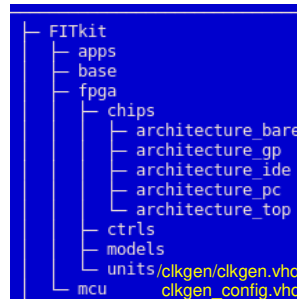 FITkit
apps
base
fpga
chips
architecture_bare
architecture_gp
architecture_ide
architecture_pc
architecture_top
ctrls
models
units /clkgen/clkgen.vhd
mcu clkgen_config.vhd